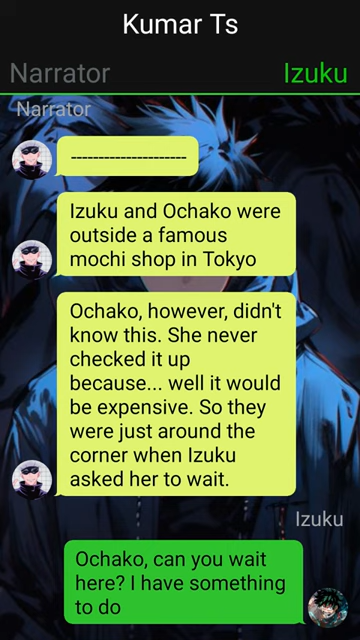 Kumar Ts
Narrator
Izuku
Narrator
---------------------
Izuku and Ochako were
outside a famous
mochi shop in Tokyo
Ochako, however, didn't
know this. She never
checked it up
because... well it would
be expensive. So they
were just around the
corner when Izuku
asked her to wait.
Izuku
Ochako, can you wait
here? I have something
to do